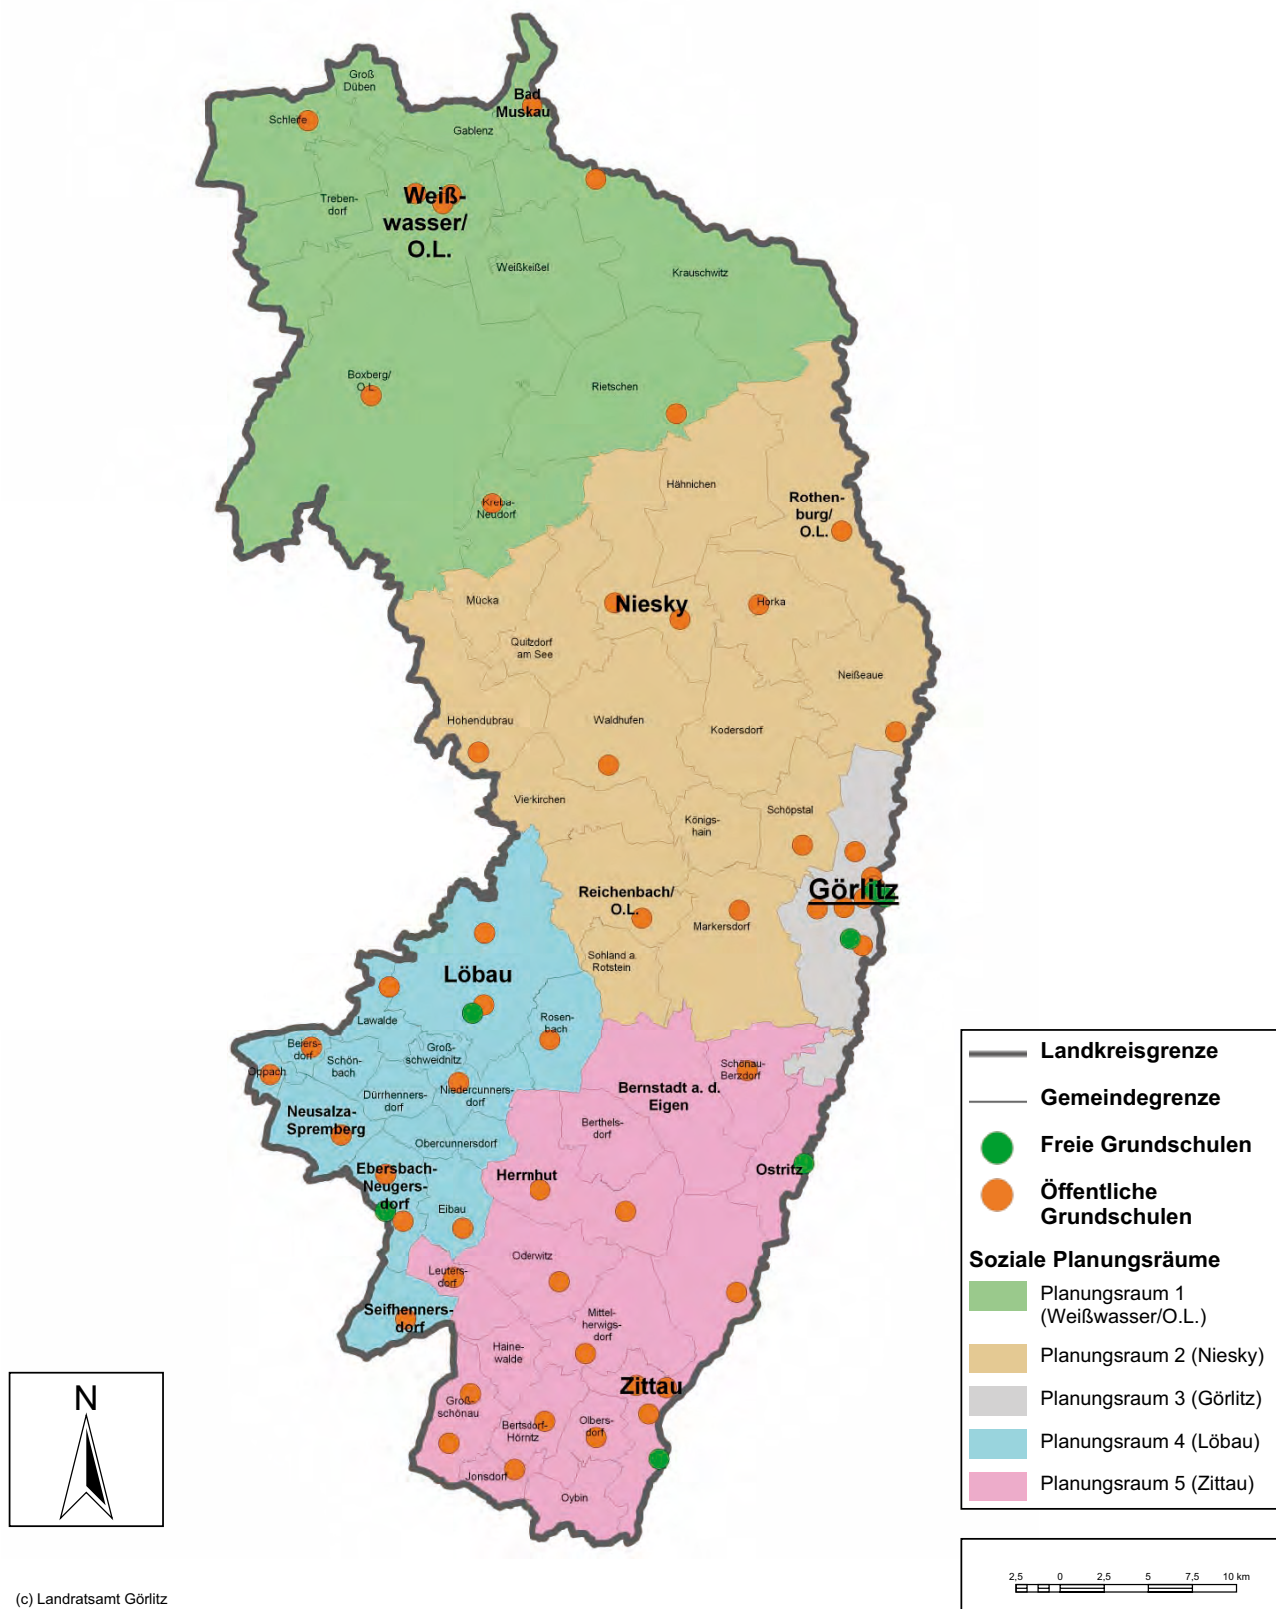 Groß
Düben
Bad
Muskau
Schleife
Gablenz
Weiß-
wasser/
O.L.
Treben-
dorf
Weißkeißel
Krauschwitz
Boxberg/
O.L.
Rietschen
Kreba-
Neudorf
Hähnichen
Rothen-
burg/
O.L.
Mücka
Niesky
Horka
Quitzdorf
am See
Neißeaue
Hohendubrau
Waldhufen
Kodersdorf
Vierkirchen
Königs-
hain
Schöpstal
Reichenbach/
O.L.
Görlitz
Markersdorf
Sohland a.
Rotstein
Löbau
Lawalde
Rosen-
bach
Beiers-
dorf
Schön-
bach
Groß-
schweidnitz
Oppach
Dürrhenners-
dorf
Niedercunners-
dorf
Schönau-
Berzdorf
Bernstadt a. d.
Eigen
Neusalza-
Spremberg
Obercunnersdorf
Berthels-
dorf
Ebersbach-
Neugers-
dorf
Herrnhut
Ostritz
Eibau
Oderwitz
Leuters-
dorf
Seifhenners-
dorf
Mittel-
herwigs-
dorf
Haine-
walde
Zittau
Groß-
schönau
Bertsdorf-
Hörnitz
Olbers-
dorf
Jonsdorf
Oybin
Landkreisgrenze
Gemeindegrenze
Freie Grundschulen
Öffentliche
Grundschulen
Soziale Planungsräume
Planungsraum 1
(Weißwasser/O.L.)
Planungsraum 2 (Niesky)
Planungsraum 3 (Görlitz)
Planungsraum 4 (Löbau)
Planungsraum 5 (Zittau)
N
2,5 0 2,5 5 7,5 10 km
(c) Landratsamt Görlitz